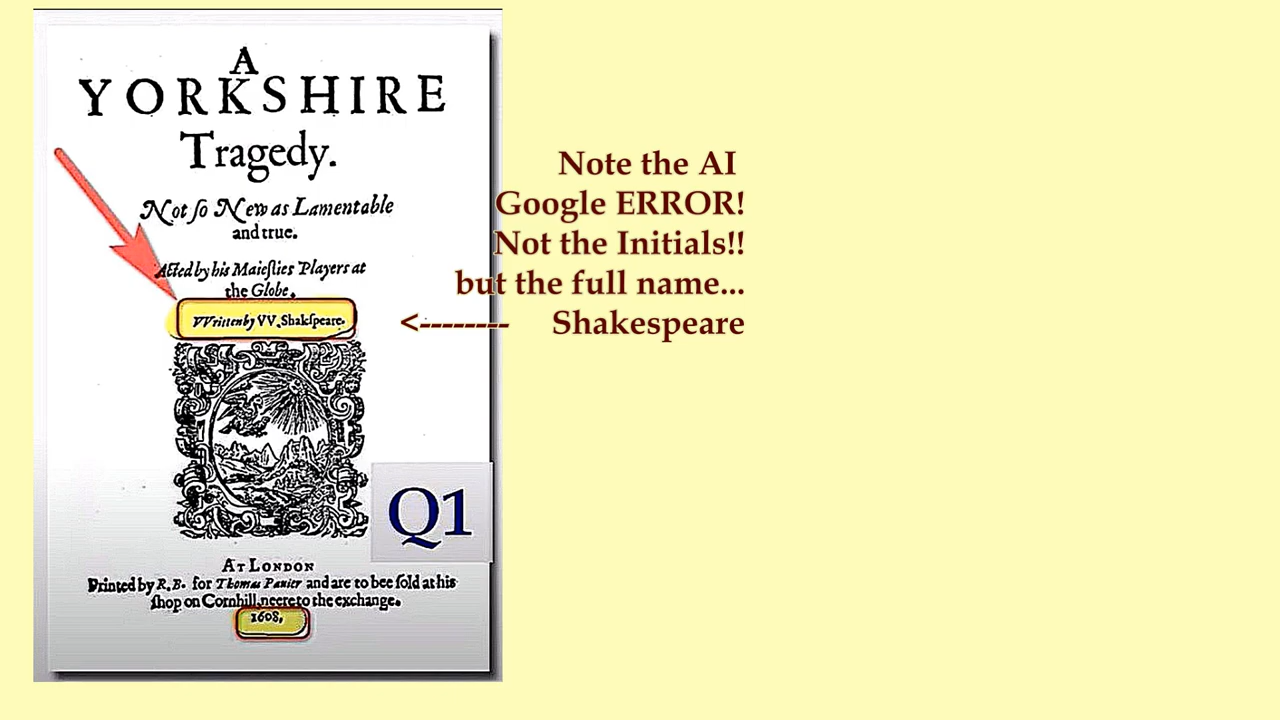 A
YORKSHIRE
Tragedy.
Not ſo New as Lamentable
and true.
Acted by his Maieſties Players at
the Globe.
VVritten by VV. Shakſpeare.
Note the AI
Google ERROR!
Not the Initials!!
but the full name...
<-------- Shakespeare
Q1
AT LONDON
Printed by R. B. for Thomas Pauier and are to bee ſold at his
ſhop on Cornhill, neere to the exchange.
1608.